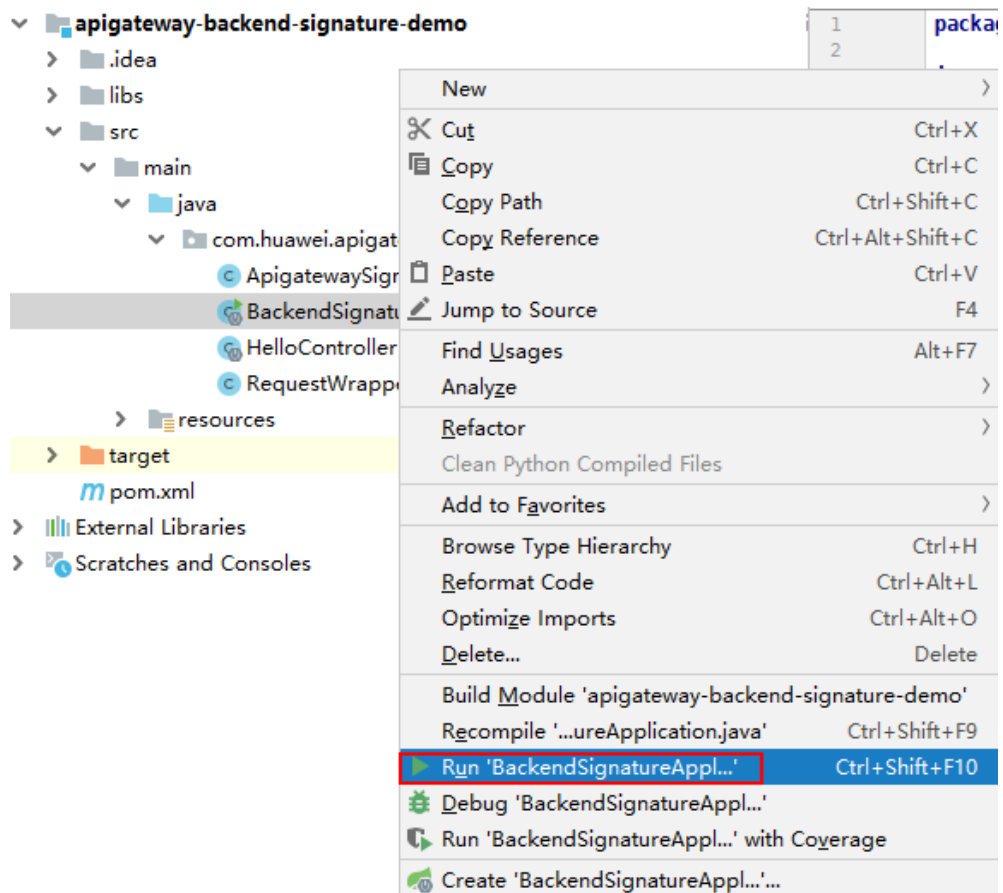 apigateway-backend-signature-demo
.idea
libs
src
main
java
com.huawei.apigat
ApigatewaySigr
BackendSignatu
HelloController
RequestWrappe
resources
target
pom.xml
External Libraries
Scratches and Consoles
1 packag
2
New
Cut Ctrl+X
Copy Ctrl+C
Copy Path Ctrl+Shift+C
Copy Reference Ctrl+Alt+Shift+C
Paste Ctrl+V
Jump to Source F4
Find Usages Alt+F7
Analyze
Refactor
Clean Python Compiled Files
Add to Favorites
Browse Type Hierarchy Ctrl+H
Reformat Code Ctrl+Alt+L
Optimize Imports Ctrl+Alt+O
Delete... Delete
Build Module 'apigateway-backend-signature-demo'
Recompile '...ureApplication.java' Ctrl+Shift+F9
Run 'BackendSignatureAppl...' Ctrl+Shift+F10
Debug 'BackendSignatureAppl...'
Run 'BackendSignatureAppl...' with Coverage
Create 'BackendSignatureAppl...'...